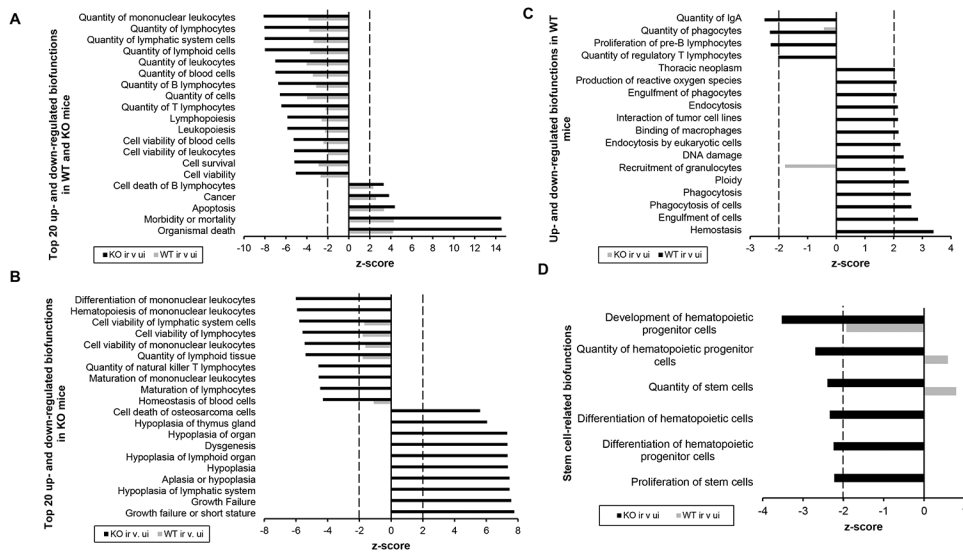 A
Top 20 up- and down-regulated biofunctions
in WT and KO mice
Quantity of mononuclear leukocytes
Quantity of lymphocytes
Quantity of lymphatic system cells
Quantity of lymphoid cells
Quantity of leukocytes
Quantity of blood cells
Quantity of B lymphocytes
Quantity of cells
Quantity of T lymphocytes
Lymphopoiesis
Leukopoiesis
Cell viability of blood cells
Cell viability of leukocytes
Cell survival
Cell viability
Cell death of B lymphocytes
Cancer
Apoptosis
Morbidity or mortality
Organismal death
-10 -8 -6 -4 -2 0 2 4 6 8 10 12 14
KO ir v ui WT ir v ui
z-score
B
Top 20 up- and down-regulated biofunctions
in KO mice
Differentiation of mononuclear leukocytes
Hematopoiesis of mononuclear leukocytes
Cell viability of lymphatic system cells
Cell viability of lymphocytes
Cell viability of mononuclear leukocytes
Quantity of lymphoid tissue
Quantity of natural killer T lymphocytes
Maturation of mononuclear leukocytes
Maturation of lymphocytes
Homeostasis of blood cells
Cell death of osteosarcoma cells
Hypoplasia of thymus gland
Hypoplasia of organ
Dysgenesis
Hypoplasia of lymphoid organ
Hypoplasia
Aplasia or hypoplasia
Hypoplasia of lymphatic system
Growth Failure
Growth failure or short stature
-8 -6 -4 -2 0 2 4 6 8
KO ir v. ui WT ir v. ui
z-score
C
Up- and down-regulated biofunctions in WT
mice
Quantity of IgA
Quantity of phagocytes
Proliferation of pre-B lymphocytes
Quantity of regulatory T lymphocytes
Thoracic neoplasm
Production of reactive oxygen species
Engulfment of phagocytes
Endocytosis
Interaction of tumor cell lines
Binding of macrophages
Endocytosis by eukaryotic cells
DNA damage
Recruitment of granulocytes
Ploidy
Phagocytosis
Phagocytosis of cells
Engulfment of cells
Hemostasis
-3 -2 -1 0 1 2 3 4
KO ir v ui WT ir v ui
z-score
D
Stem cell-related biofunctions
Development of hematopoietic
progenitor cells
Quantity of hematopoietic progenitor
cells
Quantity of stem cells
Differentiation of hematopoietic cells
Differentiation of hematopoietic
progenitor cells
Proliferation of stem cells
-4 -3 -2 -1 0 1
KO ir v ui WT ir v ui
z-score